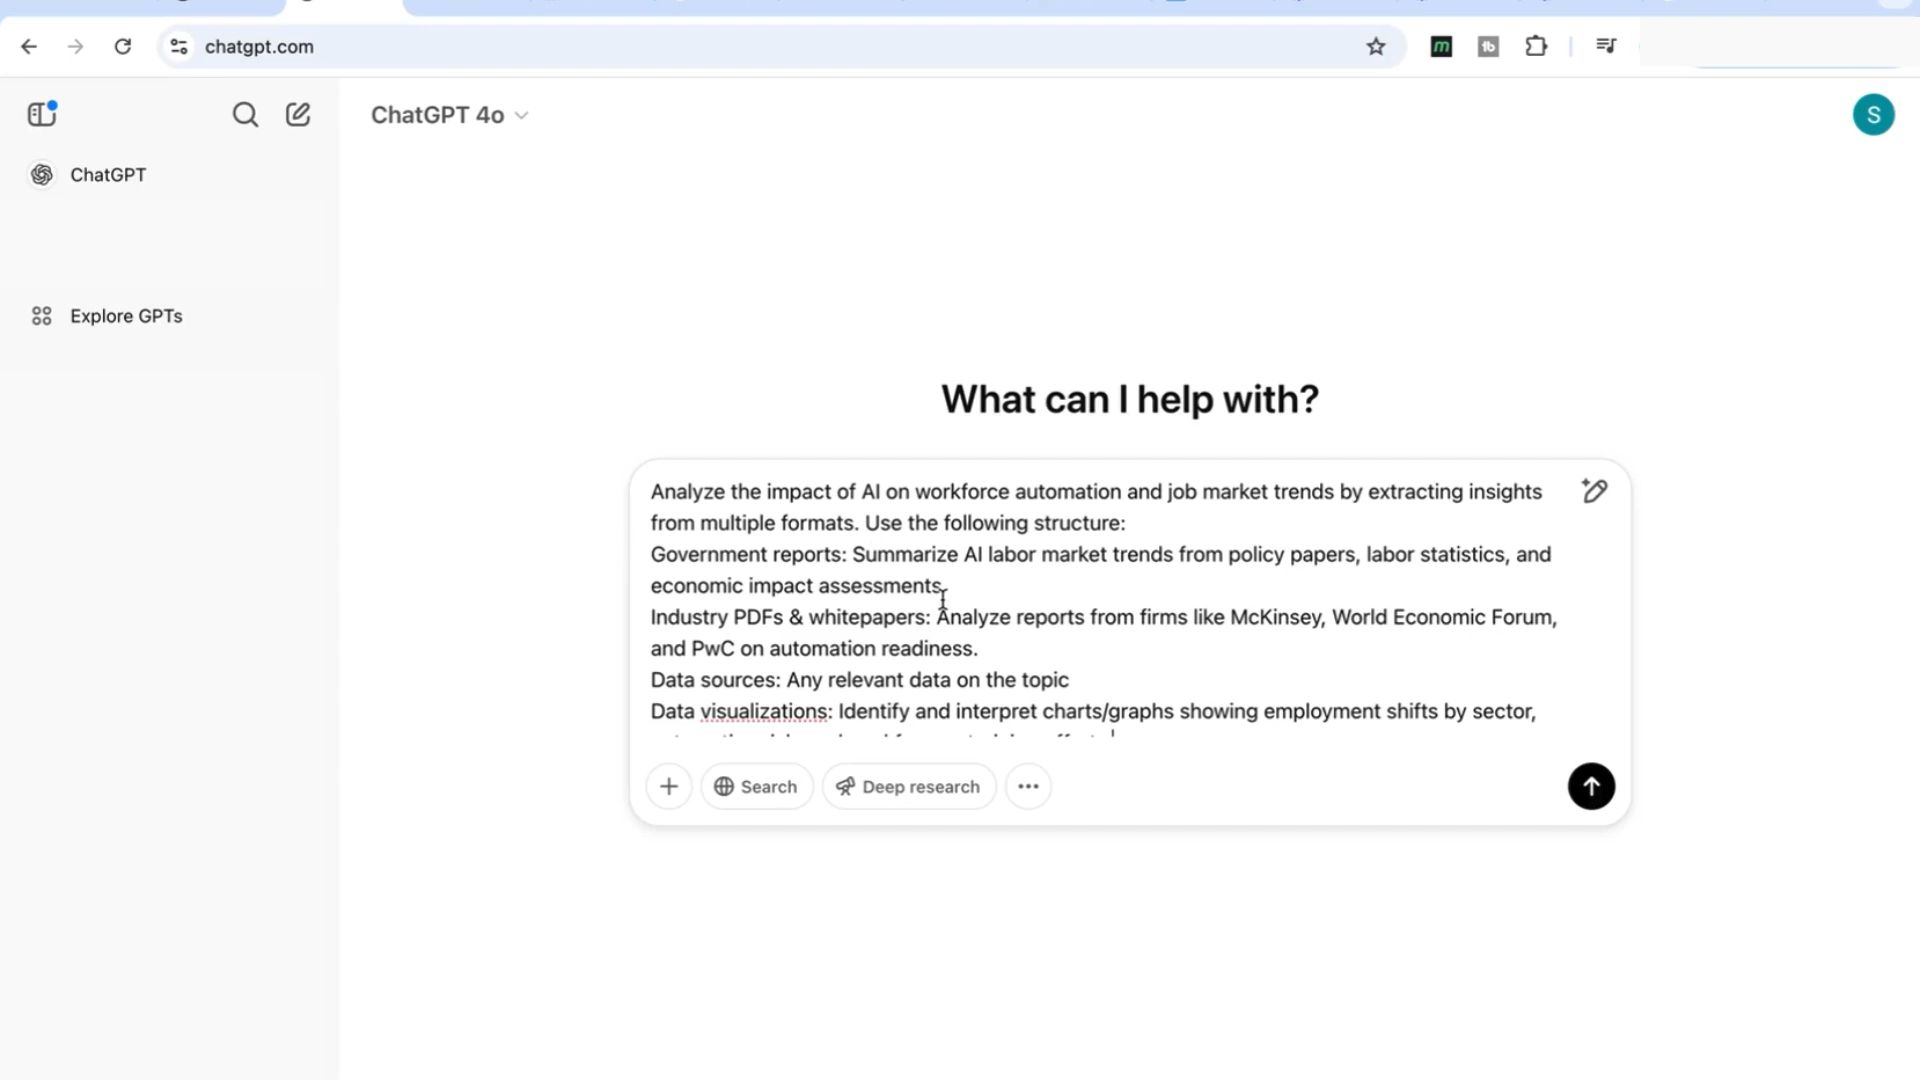 chatgpt.com
m
tb
ChatGPT 4o
S
ChatGPT
Explore GPTs
What can I help with?
Analyze the impact of AI on workforce automation and job market trends by extracting insights
from multiple formats. Use the following structure:
Government reports: Summarize AI labor market trends from policy papers, labor statistics, and
economic impact assessments.
Industry PDFs & whitepapers: Analyze reports from firms like McKinsey, World Economic Forum,
and PwC on automation readiness.
Data sources: Any relevant data on the topic
Data visualizations: Identify and interpret charts/graphs showing employment shifts by sector,
Search
Deep research